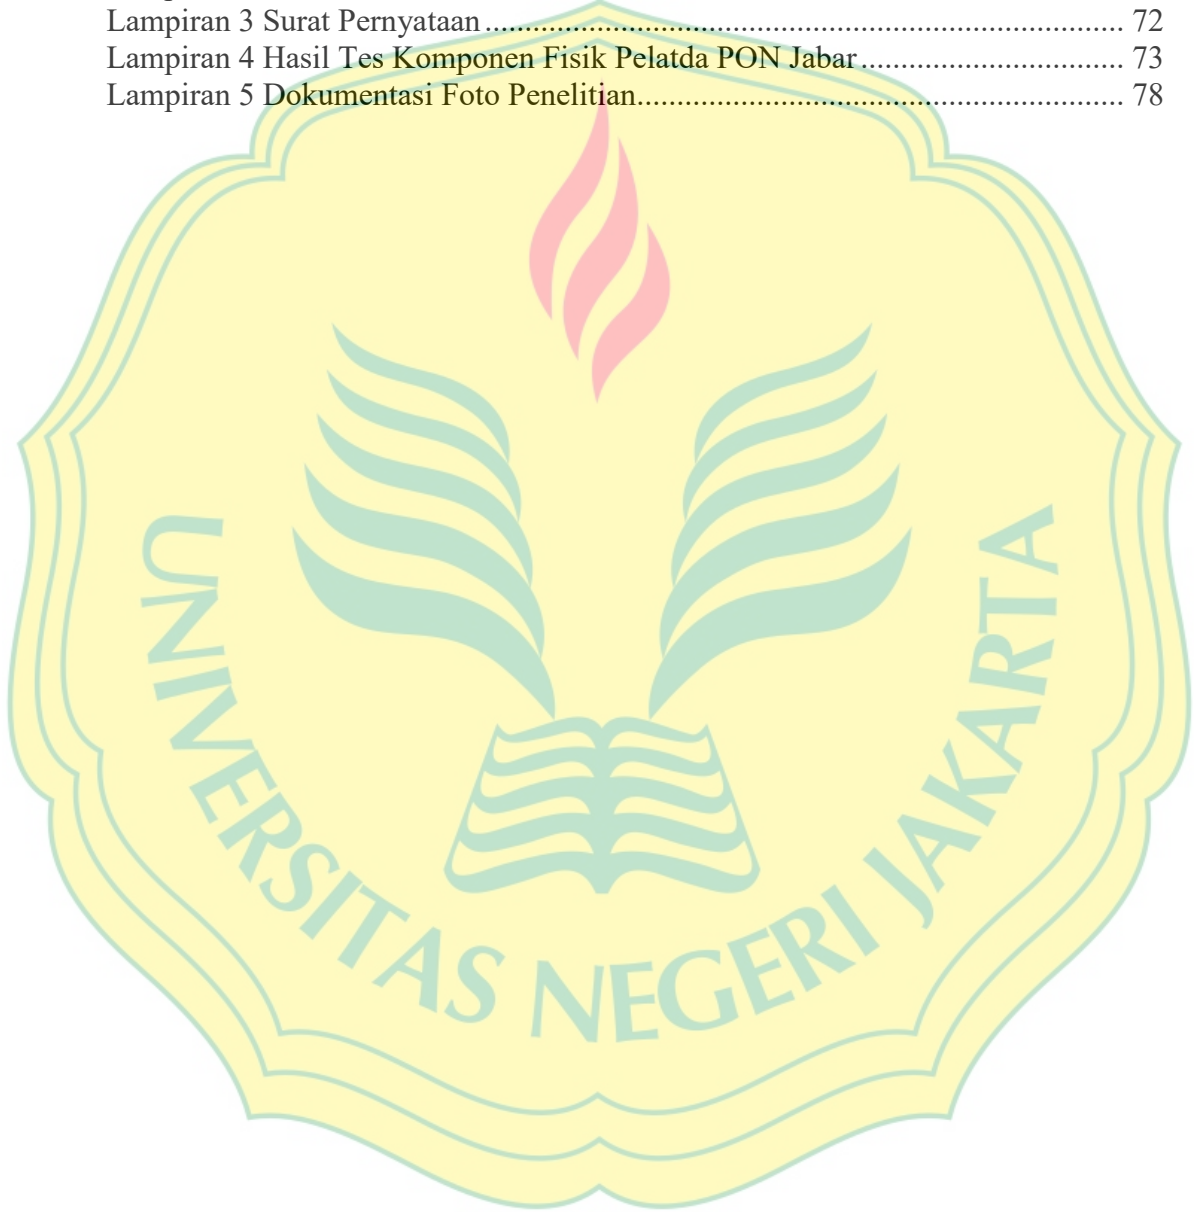 Lampiran 3 Surat Pernyataan................................................................................ 72
Lampiran 4 Hasil Tes Komponen Fisik Pelatda PON Jabar................................. 73
Lampiran 5 Dokumentasi Foto Penelitian............................................................. 78
UNIVERSITAS NEGERI JAKARTA